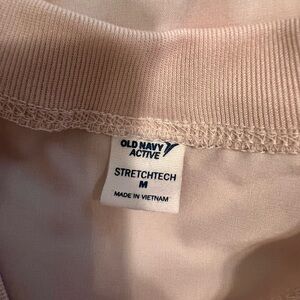 OLD NAVY
ACTIVE
STRETCHTECH
M
MADE IN VIETNAM